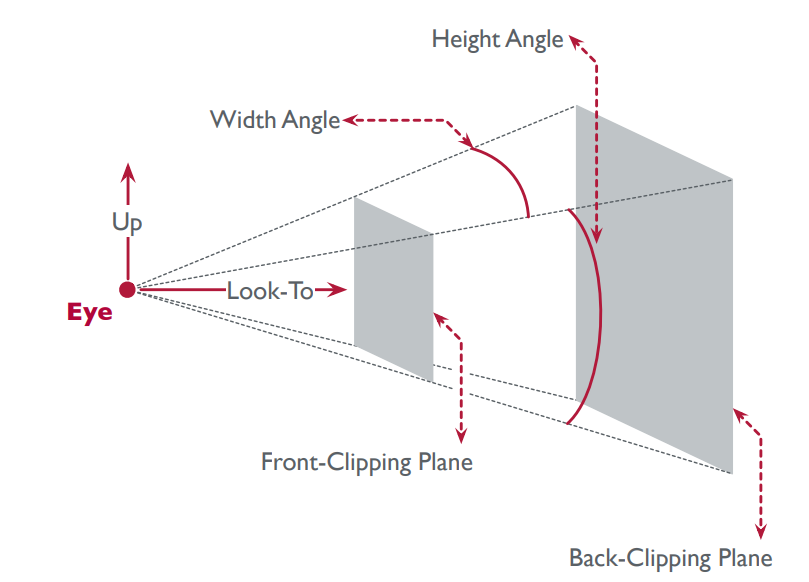 Height Angle
Width Angle
Up
Look-To
Eye
Front-Clipping Plane
Back-Clipping Plane